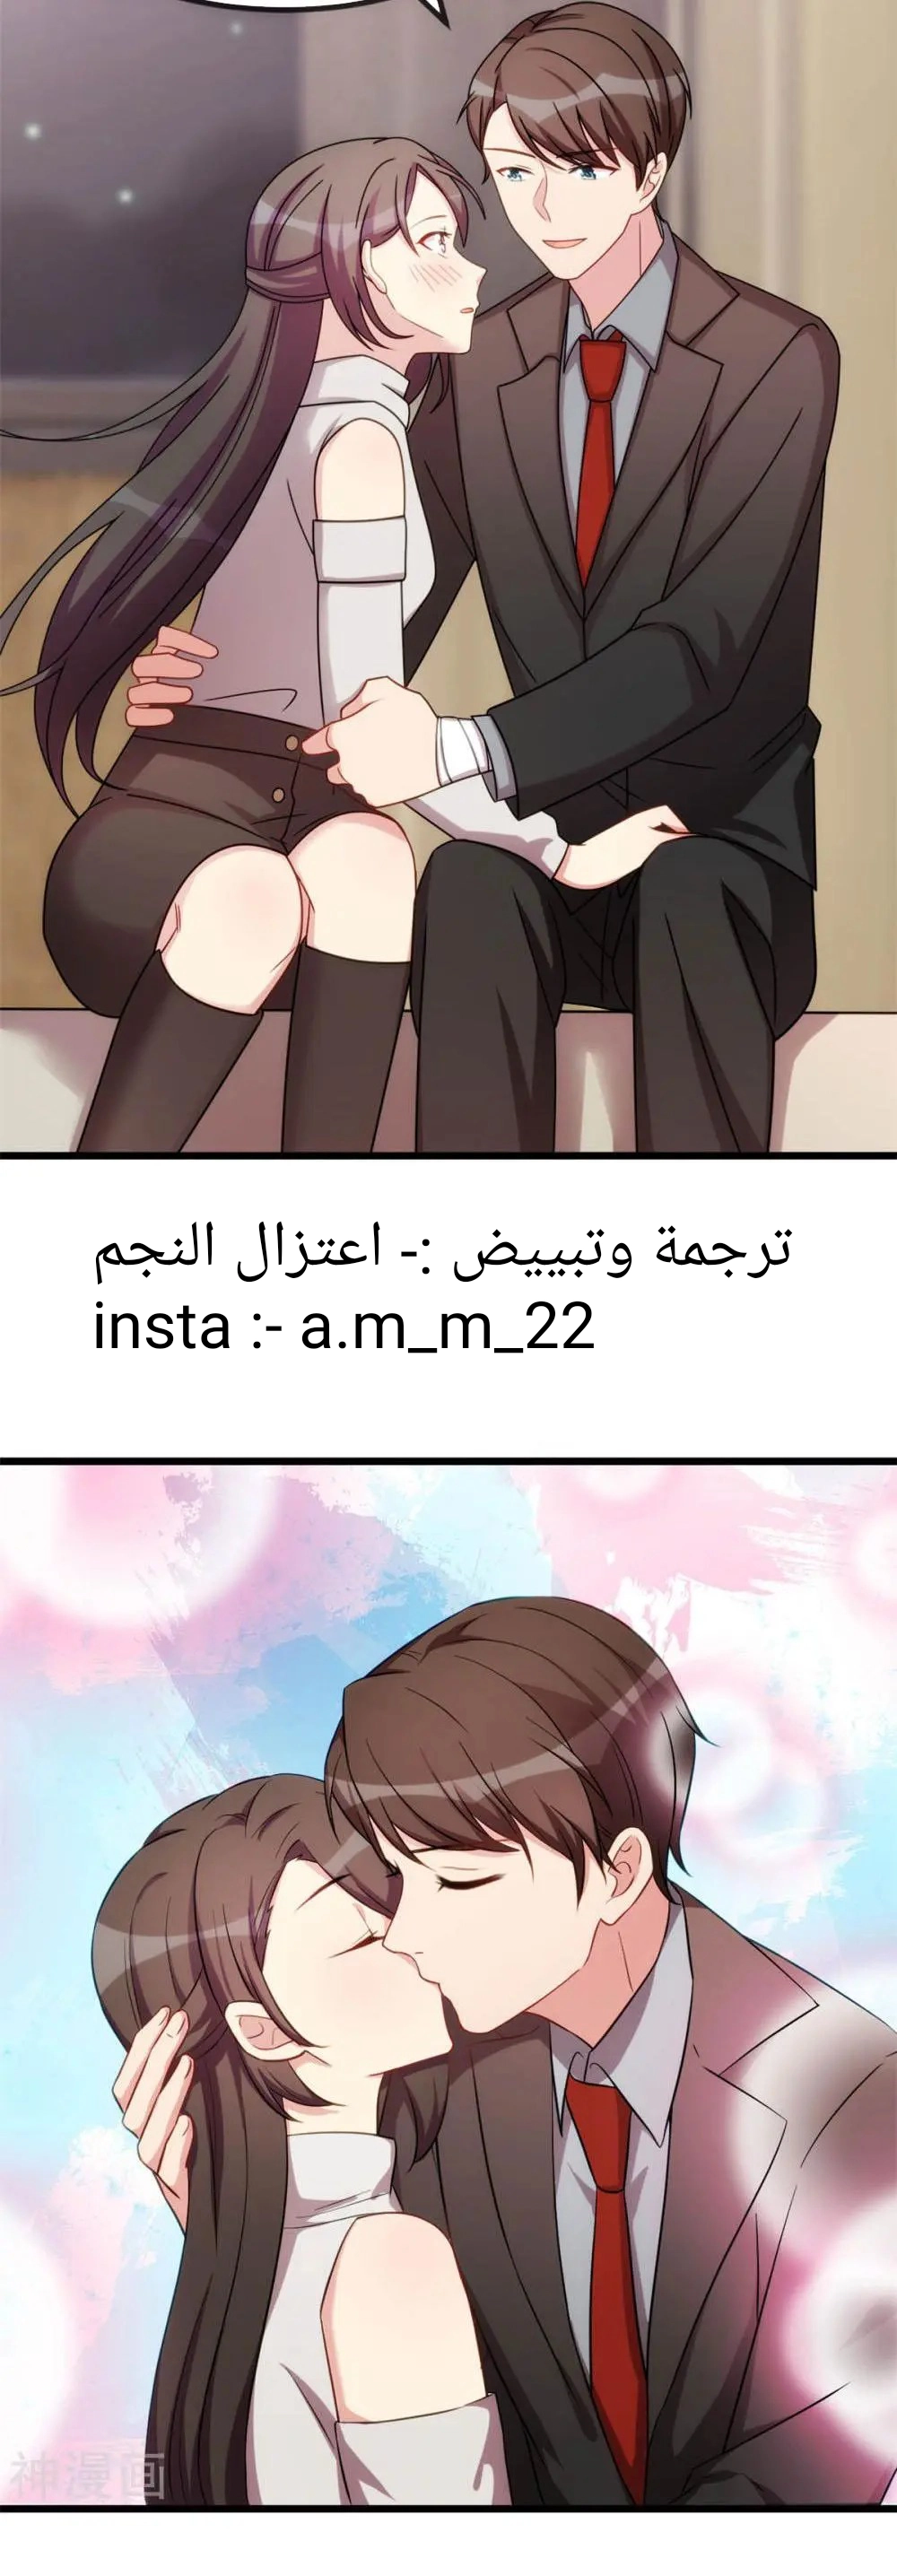 ترجمة وتبييض :- اعتزال النجم
insta :- a.m_m_22
神漫画